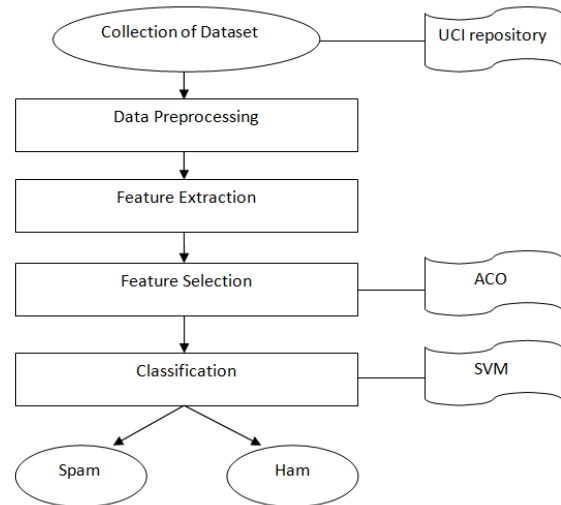 Collection of Dataset
UCI repository
Data Preprocessing
Feature Extraction
Feature Selection
ACO
Classification
SVM
Spam
Ham